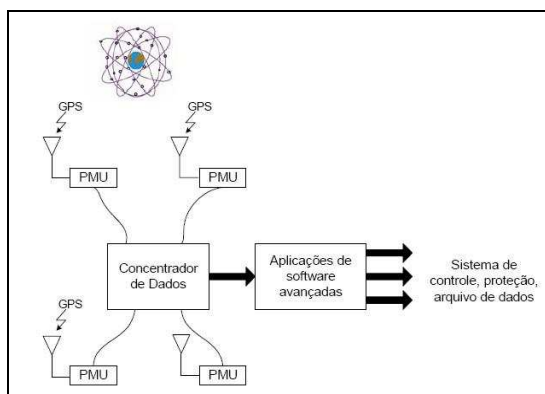 GPS
GPS
PMU
PMU
Concentrador
de Dados
Aplicações de
software
avançadas
Sistema de
controle, proteção,
arquivo de dados
GPS
PMU
PMU